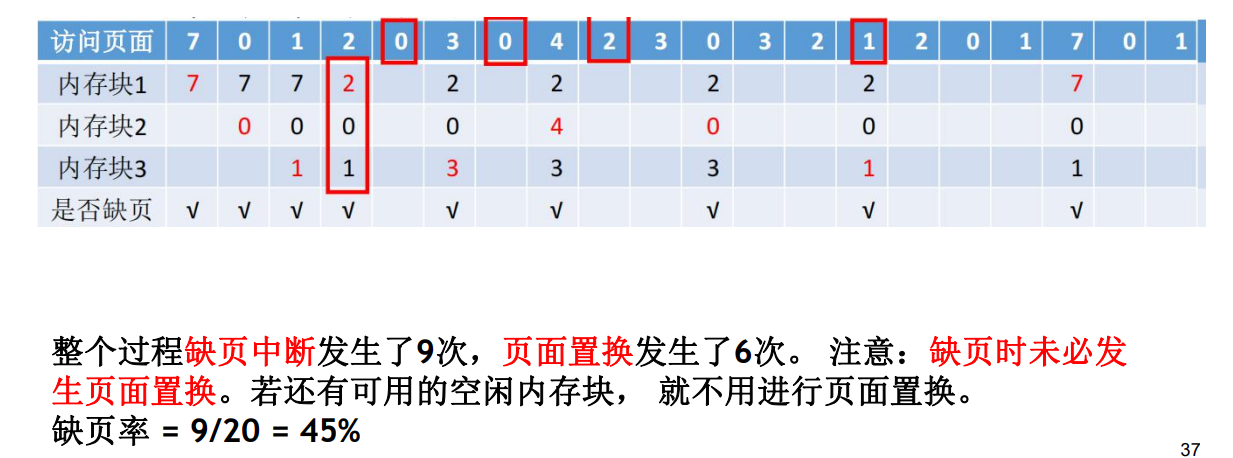 访问页面 7 0 1 2 0 3 0 4 2 3 0 3 2 1 2 0 1 7 0 1
内存块1 7 7 7 2 2 2 2 2 7
内存块2 0 0 0 0 4 0 0 0
内存块3 1 1 3 3 3 1 1
是否缺页 √ √ √ √ √ √ √ √ √
整个过程缺页中断发生了9次，页面置换发生了6次。 注意：缺页时未必发
生页面置换。若还有可用的空闲内存块， 就不用进行页面置换。
缺页率 = 9/20 = 45%
37